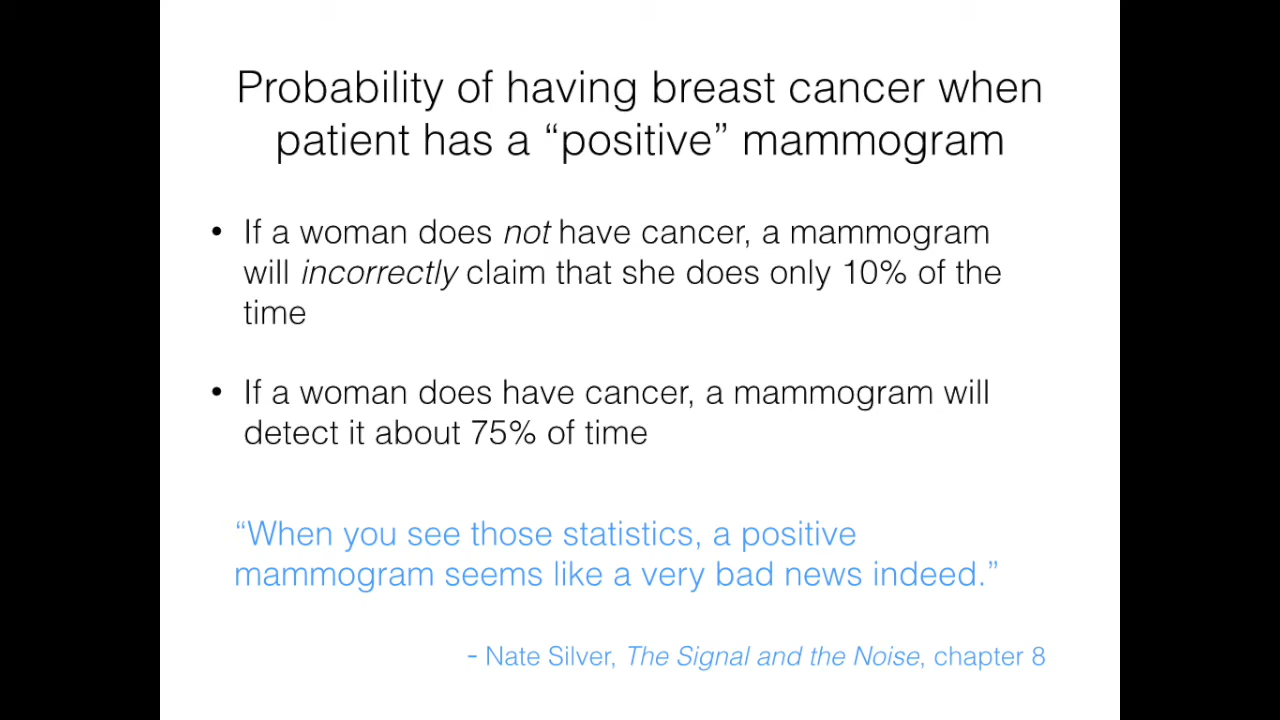 Probability of having breast cancer when
patient has a “positive” mammogram
• If a woman does not have cancer, a mammogram
will incorrectly claim that she does only 10% of the
time
• If a woman does have cancer, a mammogram will
detect it about 75% of time
“When you see those statistics, a positive
mammogram seems like a very bad news indeed.”
- Nate Silver, The Signal and the Noise, chapter 8